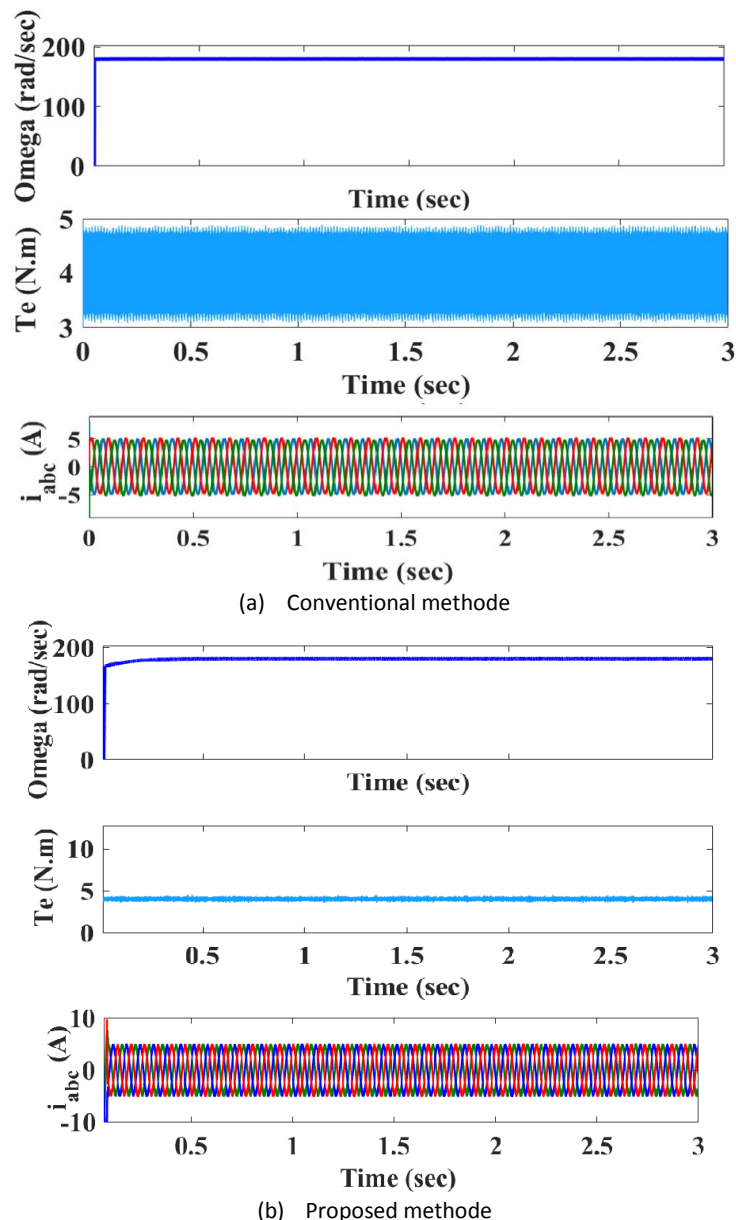 Omega (rad/sec)
200
100
0
Time (sec)
Te (N.m)
5
4
3
0 0.5 1 1.5 2 2.5 3
Time (sec)
i_abc (A)
5
0
-5
0 0.5 1 1.5 2 2.5 3
Time (sec)
(a) Conventional methode
Omega (rad/sec)
200
100
0
Time (sec)
Te (N.m)
10
5
0
0.5 1 1.5 2 2.5 3
Time (sec)
i_abc (A)
10
0
-10
0.5 1 1.5 2 2.5 3
Time (sec)
(b) Proposed methode